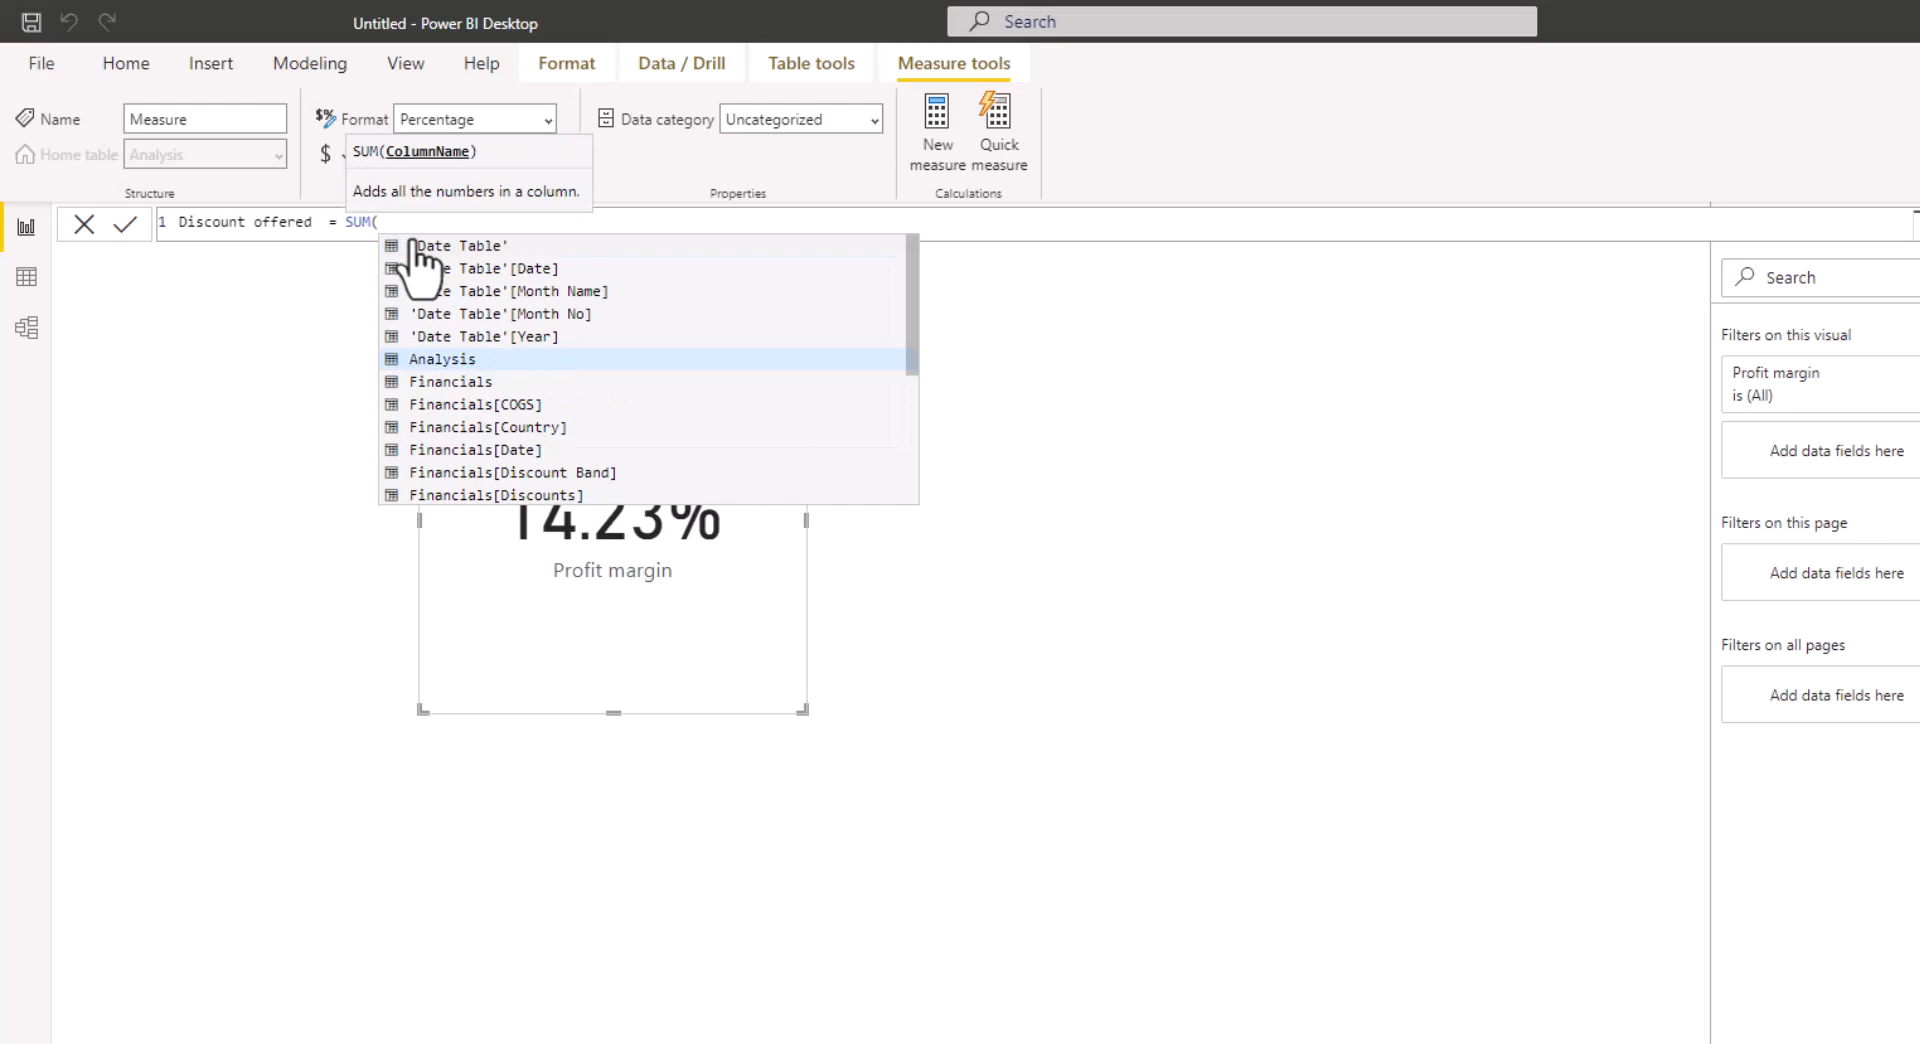 Untitled - Power BI Desktop
Search
File Home Insert Modeling View Help Format Data / Drill Table tools Measure tools
Name Measure
$% Format Percentage
Data category Uncategorized
Home table Analysis
$
Structure
Properties
New measure
Quick measure
Calculations
SUM(ColumnName)
Adds all the numbers in a column.
1 Discount offered = SUM(
Date Table'
Table'[Date]
Table'[Month Name]
'Date Table'[Month No]
'Date Table'[Year]
Analysis
Financials
Financials[COGS]
Financials[Country]
Financials[Date]
Financials[Discount Band]
Financials[Discounts]
14.23%
Profit margin
Search
Filters on this visual
Profit margin
is (All)
Add data fields here
Filters on this page
Add data fields here
Filters on all pages
Add data fields here